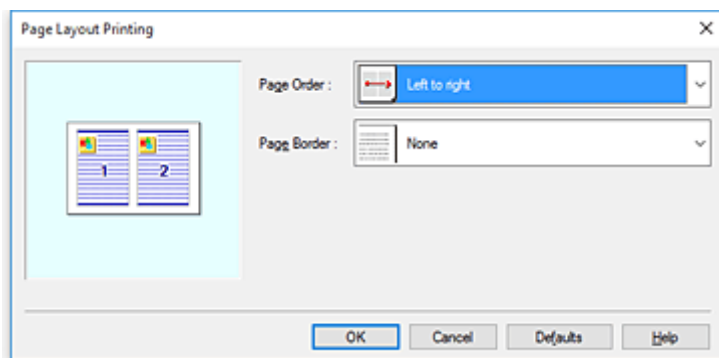 Page Layout Printing
Page Order : Left to right
Page Border : None
1 2
OK Cancel Defaults Help